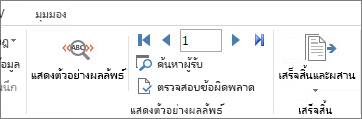 มุมมอง
ABC
แสดงตัวอย่างผลลัพธ์
1
ค้นหาผู้รับ
ตรวจสอบข้อผิดพลาด
แสดงตัวอย่างผลลัพธ์
เสร็จสิ้นและผสาน
เสร็จสิ้น